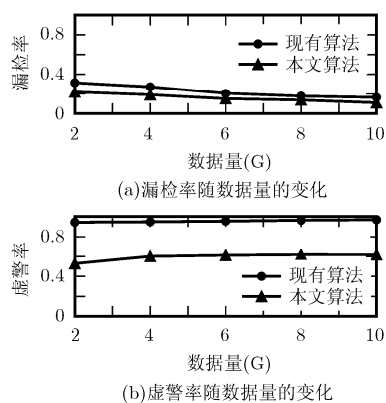 漏检率
0.8
0.4
0
现有算法
本文算法
2 4 6 8 10
数据量(G)
(a)漏检率随数据量的变化
虚警率
0.8
0.4
0
现有算法
本文算法
2 4 6 8 10
数据量(G)
(b)虚警率随数据量的变化